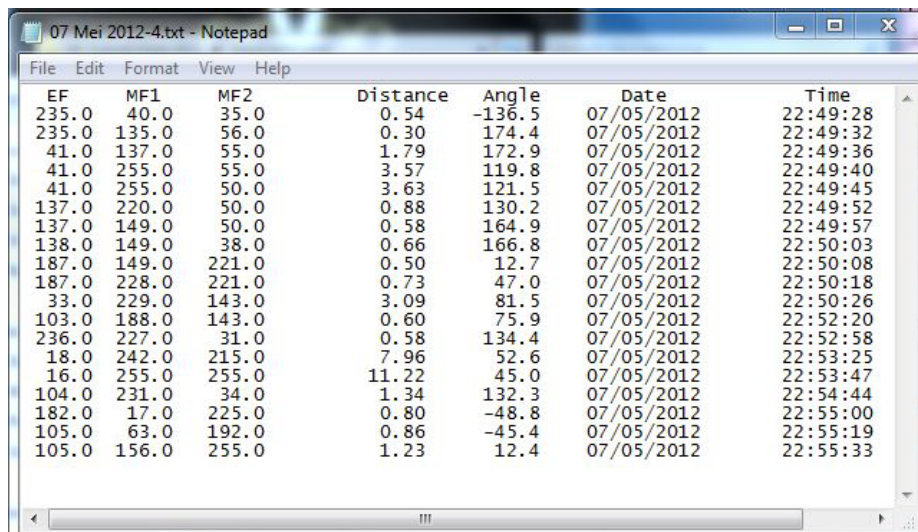 07 Mei 2012-4.txt - Notepad
File Edit Format View Help
EF MF1 MF2 Distance Angle Date Time
235.0 40.0 35.0 0.54 -136.5 07/05/2012 22:49:28
235.0 135.0 56.0 0.30 174.4 07/05/2012 22:49:32
41.0 137.0 55.0 1.79 172.9 07/05/2012 22:49:36
41.0 255.0 55.0 3.57 119.8 07/05/2012 22:49:40
41.0 255.0 50.0 3.63 121.5 07/05/2012 22:49:45
137.0 220.0 50.0 0.88 130.2 07/05/2012 22:49:52
137.0 149.0 50.0 0.58 164.9 07/05/2012 22:49:57
138.0 149.0 38.0 0.66 166.8 07/05/2012 22:50:03
187.0 149.0 221.0 0.50 12.7 07/05/2012 22:50:08
187.0 228.0 221.0 0.73 47.0 07/05/2012 22:50:18
33.0 229.0 143.0 3.09 81.5 07/05/2012 22:50:26
103.0 188.0 143.0 0.60 75.9 07/05/2012 22:52:20
236.0 227.0 31.0 0.58 134.4 07/05/2012 22:52:58
18.0 242.0 215.0 7.96 52.6 07/05/2012 22:53:25
16.0 255.0 255.0 11.22 45.0 07/05/2012 22:53:47
104.0 231.0 34.0 1.34 132.3 07/05/2012 22:54:44
182.0 17.0 225.0 0.80 -48.8 07/05/2012 22:55:00
105.0 63.0 192.0 0.86 -45.4 07/05/2012 22:55:19
105.0 156.0 255.0 1.23 12.4 07/05/2012 22:55:33